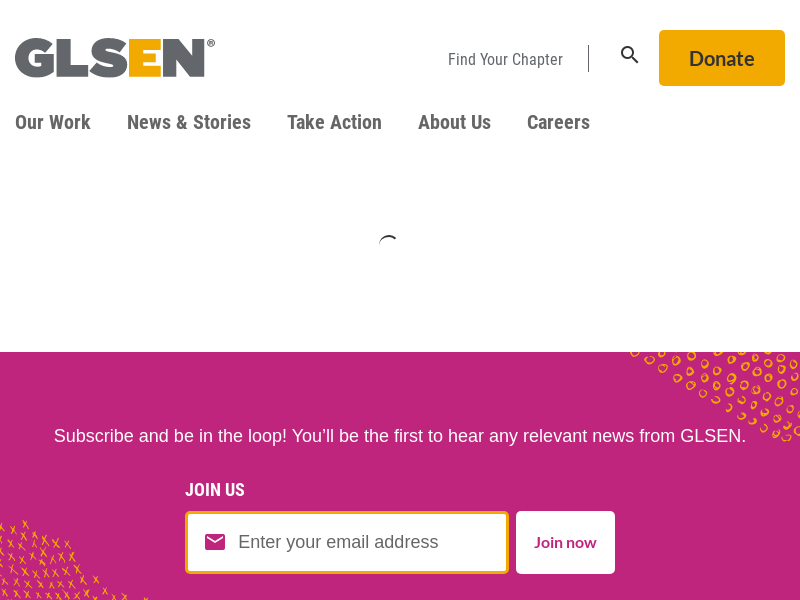 GLSEN®
Find Your Chapter
Donate
Our Work
News & Stories
Take Action
About Us
Careers
Subscribe and be in the loop! You’ll be the first to hear any relevant news from GLSEN.
JOIN US
Enter your email address
Join now